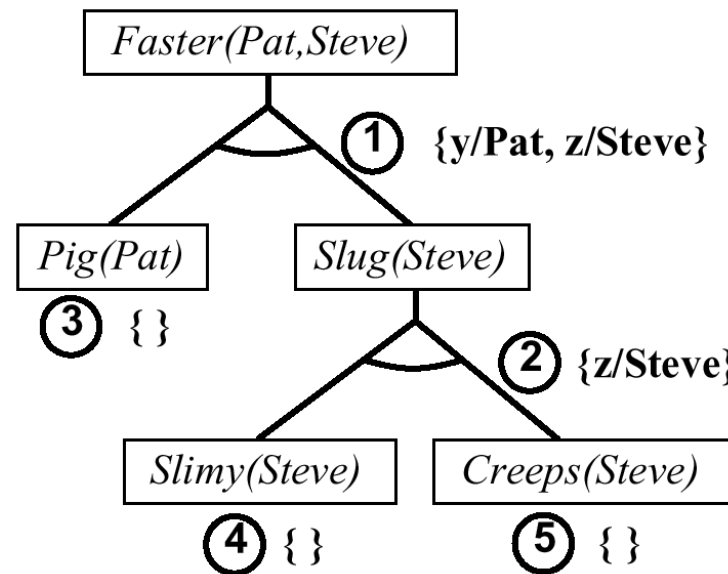 Faster(Pat,Steve)
1 {y/Pat, z/Steve}
Pig(Pat) Slug(Steve)
3 { }
2 {z/Steve}
Slimy(Steve) Creeps(Steve)
4 { } 5 { }